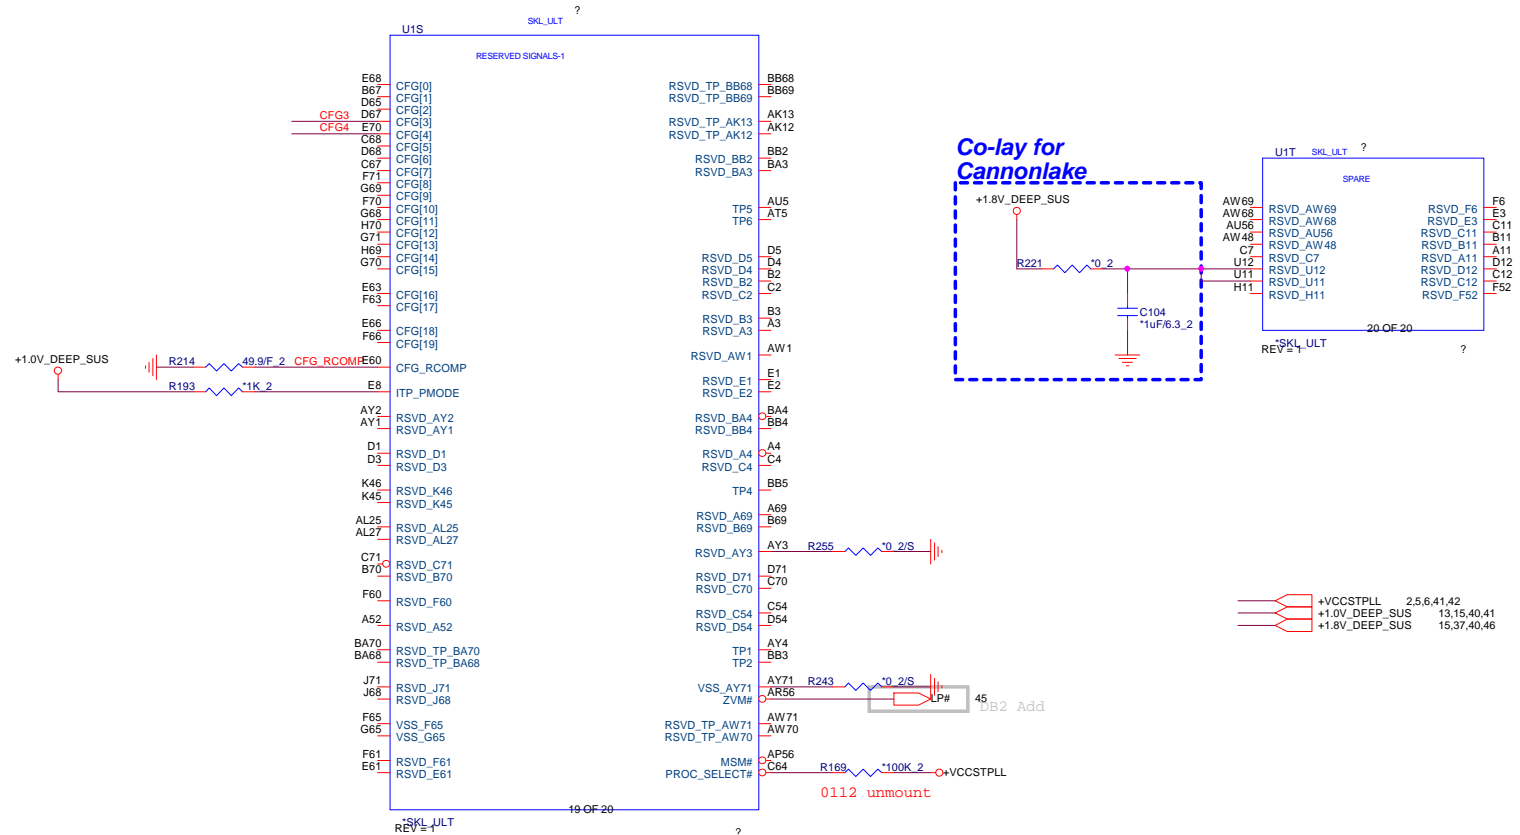 ?
SKL_ULT
U1S
RESERVED SIGNALS-1
E68 CFG[0]
B67 CFG[1]
D65 CFG[2]
CFG3 D67 CFG[3]
CFG4 E70 CFG[4]
C68 CFG[5]
D68 CFG[6]
C67 CFG[7]
F71 CFG[8]
G69 CFG[9]
F70 CFG[10]
G68 CFG[11]
H70 CFG[12]
G71 CFG[13]
H69 CFG[14]
G70 CFG[15]
E63 CFG[16]
F63 CFG[17]
E66 CFG[18]
F66 CFG[19]
+1.0V_DEEP_SUS
R214 49.9/F_2 CFG_RCOMP E60 CFG_RCOMP
R193 *1K_2 E8 ITP_PMODE
AY2 RSVD_AY2
AY1 RSVD_AY1
D1 RSVD_D1
D3 RSVD_D3
K46 RSVD_K46
K45 RSVD_K45
AL25 RSVD_AL25
AL27 RSVD_AL27
C71 RSVD_C71
B70 RSVD_B70
F60 RSVD_F60
A52 RSVD_A52
BA70 RSVD_TP_BA70
BA68 RSVD_TP_BA68
J71 RSVD_J71
J68 RSVD_J68
F65 VSS_F65
G65 VSS_G65
F61 RSVD_F61
E61 RSVD_E61
RSVD_TP_BB68 BB68
RSVD_TP_BB69 BB69
RSVD_TP_AK13 AK13
RSVD_TP_AK12 AK12
RSVD_BB2 BB2
RSVD_BA3 BA3
TP5 AU5
TP6 AT5
RSVD_D5 D5
RSVD_D4 D4
RSVD_B2 B2
RSVD_C2 C2
RSVD_B3 B3
RSVD_A3 A3
RSVD_AW1 AW1
RSVD_E1 E1
RSVD_E2 E2
RSVD_BA4 BA4
RSVD_BB4 BB4
RSVD_A4 A4
RSVD_C4 C4
TP4 BB5
RSVD_A69 A69
RSVD_B69 B69
RSVD_AY3 AY3 R255 *0_2/S
RSVD_D71 D71
RSVD_C70 C70
RSVD_C54 C54
RSVD_D54 D54
TP1 AY4
TP2 BB3
VSS_AY71 AY71 R243 *0_2/S
ZVM# AR56 LP# 45
DB2 Add
RSVD_TP_AW71 AW71
RSVD_TP_AW70 AW70
MSM# AP56
PROC_SELECT# C64 R169 *100K_2 +VCCSTPLL
0112 unmount
19 OF 20
*SKL_ULT
REV = 1
?
Co-lay for
Cannonlake
+1.8V_DEEP_SUS
R221 *0_2
C104
*1uF/6.3_2
U1T SKL_ULT ?
SPARE
AW69 RSVD_AW69 RSVD_F6 F6
AW68 RSVD_AW68 RSVD_E3 E3
AU56 RSVD_AU56 RSVD_C11 C11
AW48 RSVD_AW48 RSVD_B11 B11
C7 RSVD_C7 RSVD_A11 A11
U12 RSVD_U12 RSVD_D12 D12
U11 RSVD_U11 RSVD_C12 C12
H11 RSVD_H11 RSVD_F52 F52
20 OF 20
*SKL_ULT
REV = 1
?
+VCCSTPLL 2,5,6,41,42
+1.0V_DEEP_SUS 13,15,40,41
+1.8V_DEEP_SUS 15,37,40,46